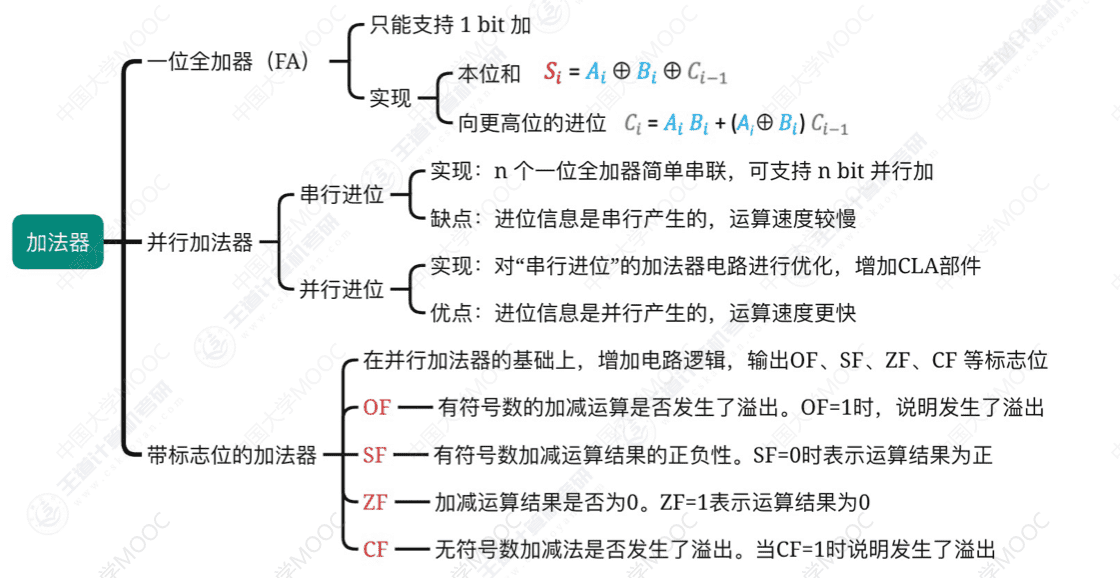 只能支持 1 bit 加
一位全加器（FA）
本位和 Si = Ai ⊕ Bi ⊕ Ci−1
实现
向更高位的进位 Ci = Ai Bi + (Ai⊕ Bi) Ci−1
实现：n 个一位全加器简单串联，可支持 n bit 并行加
串行进位
缺点：进位信息是串行产生的，运算速度较慢
加法器
并行加法器
实现：对“串行进位”的加法器电路进行优化，增加CLA部件
并行进位
优点：进位信息是并行产生的，运算速度更快
在并行加法器的基础上，增加电路逻辑，输出OF、SF、ZF、CF 等标志位
OF 有符号数的加减运算是否发生了溢出。OF=1时，说明发生了溢出
带标志位的加法器
SF 有符号数加减运算结果的正负性。SF=0时表示运算结果为正
ZF 加减运算结果是否为0。ZF=1表示运算结果为0
CF 无符号数加减法是否发生了溢出。当CF=1时说明发生了溢出
中国大学MOOC
王道计算机考研